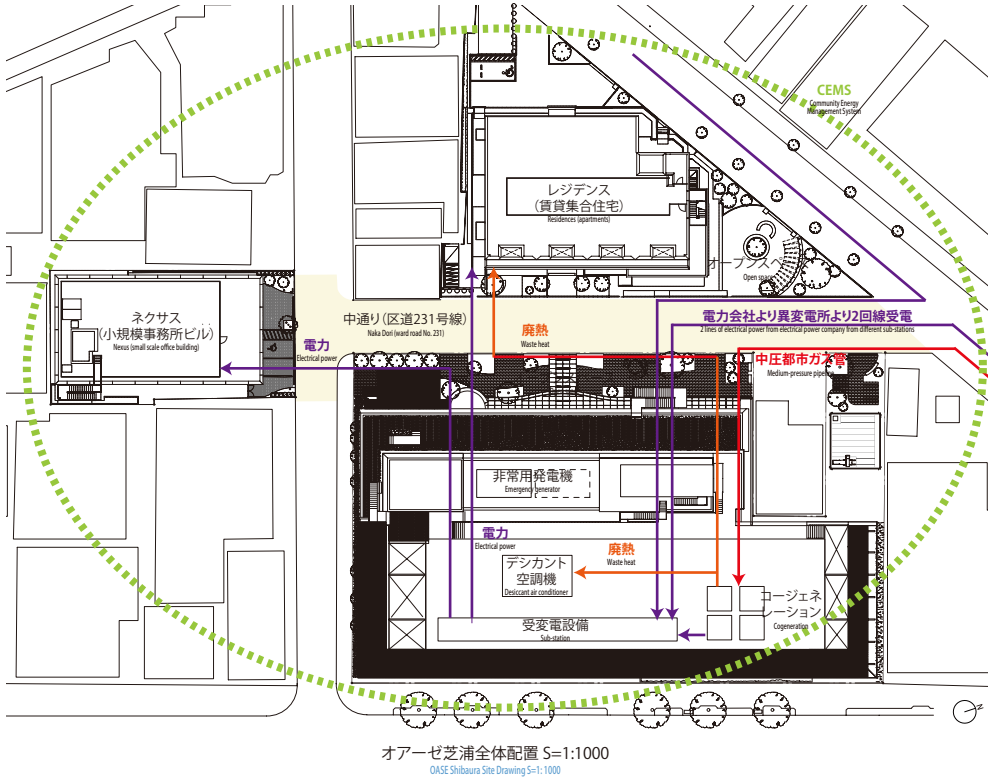 CEMS
Community Energy
Management System
レジデンス
(賃貸集合住宅)
Residences (apartments)
オープンスペ
Open space
ネクサス
(小規模事務所ビル)
Nexus (small scale office building)
電力
Electrical power
中通り(区道231号線)
Naka Dori (ward road No. 231)
廃熱
Waste heat
電力会社より異変電所より2回線受電
2 lines of electrical power from electrical power company from different sub-stations
中圧都市ガス管
Medium-pressure pipe
非常用発電機
Emergency generator
電力
Electrical power
廃熱
Waste heat
デシカント
空調機
Desiccant air conditioner
コージェネ
レーション
Cogeneration
受変電設備
Sub-station
オアーゼ芝浦全体配置 S=1:1000
OASE Shibaura Site Drawing S=1: 1000